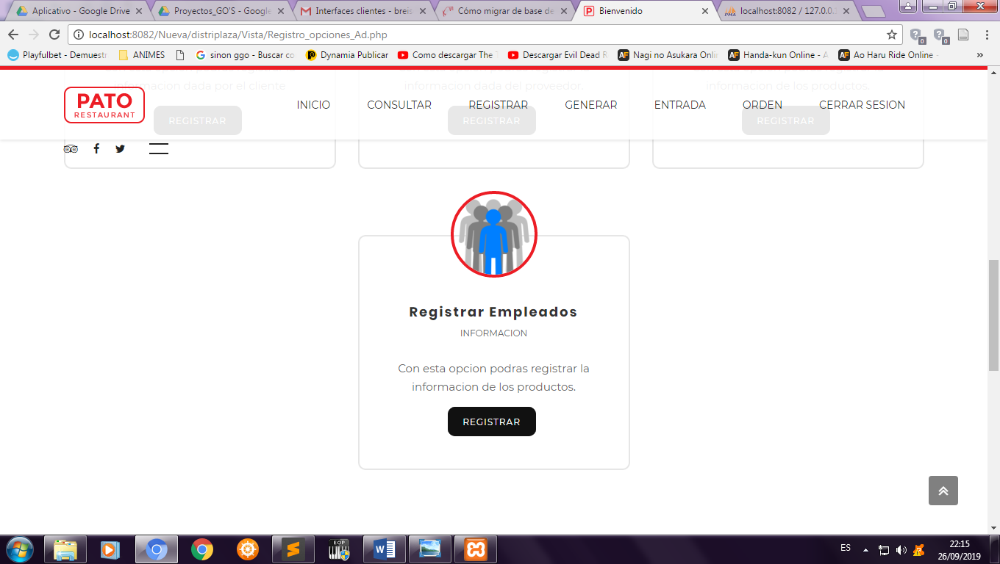 Aplicativo - Google Drive
Proyectos_GO'S - Google
Interfaces clientes - breis
Cómo migrar de base de
Bienvenido
localhost:8082 / 127.0.0.
localhost:8082/Nueva/distriplaza/Vista/Registro_opciones_Ad.php
0
0
Playfulbet - Demuestr
ANIMES
sinon ggo - Buscar co
Dynamia Publicar
Como descargar The T
Descargar Evil Dead R
Nagi no Asukara Onli
Handa-kun Online - A
Ao Haru Ride Online -
informacion dada por el cliente
informacion dada del proveedor.
informacion de los productos.
PATO
RESTAURANT
INICIO
CONSULTAR
REGISTRAR
GENERAR
ENTRADA
ORDEN
CERRAR SESION
REGISTRAR
REGISTRAR
REGISTRAR
Registrar Empleados
INFORMACION
Con esta opcion podras registrar la
informacion de los productos.
REGISTRAR
EOP
ES
22:15
26/09/2019